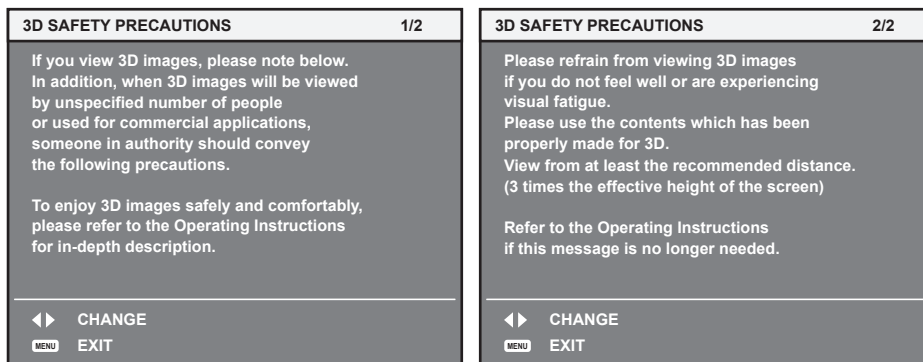 3D SAFETY PRECAUTIONS 1/2
If you view 3D images, please note below.
In addition, when 3D images will be viewed
by unspecified number of people
or used for commercial applications,
someone in authority should convey
the following precautions.
To enjoy 3D images safely and comfortably,
please refer to the Operating Instructions
for in-depth description.
CHANGE
MENU EXIT
3D SAFETY PRECAUTIONS 2/2
Please refrain from viewing 3D images
if you do not feel well or are experiencing
visual fatigue.
Please use the contents which has been
properly made for 3D.
View from at least the recommended distance.
(3 times the effective height of the screen)
Refer to the Operating Instructions
if this message is no longer needed.
CHANGE
MENU EXIT